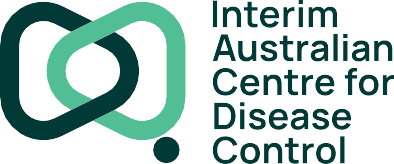 Interim
Australian
Centre for
Disease
Control